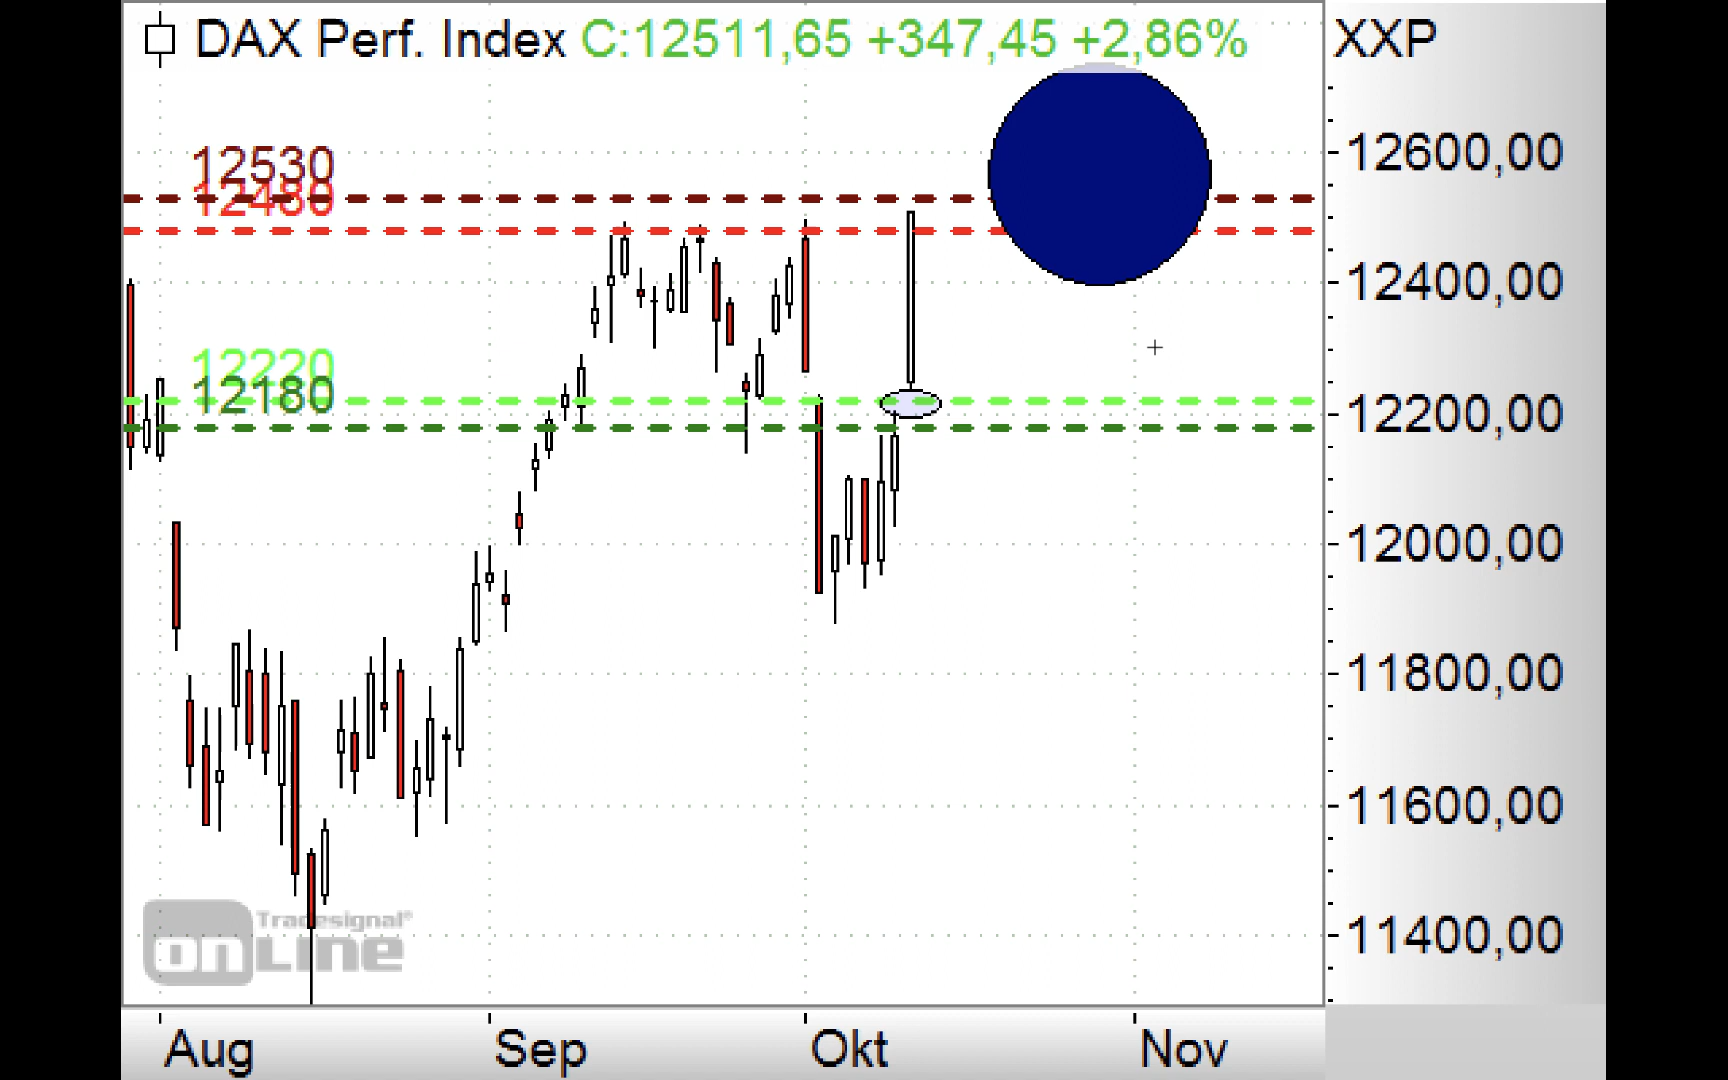 DAX Perf. Index C:12511,65 +347,45 +2,86%
XXP
12530
12480
12220
12180
12600,00
12400,00
12200,00
12000,00
11800,00
11600,00
11400,00
Tradesignal®
onLine
Aug Sep Okt Nov